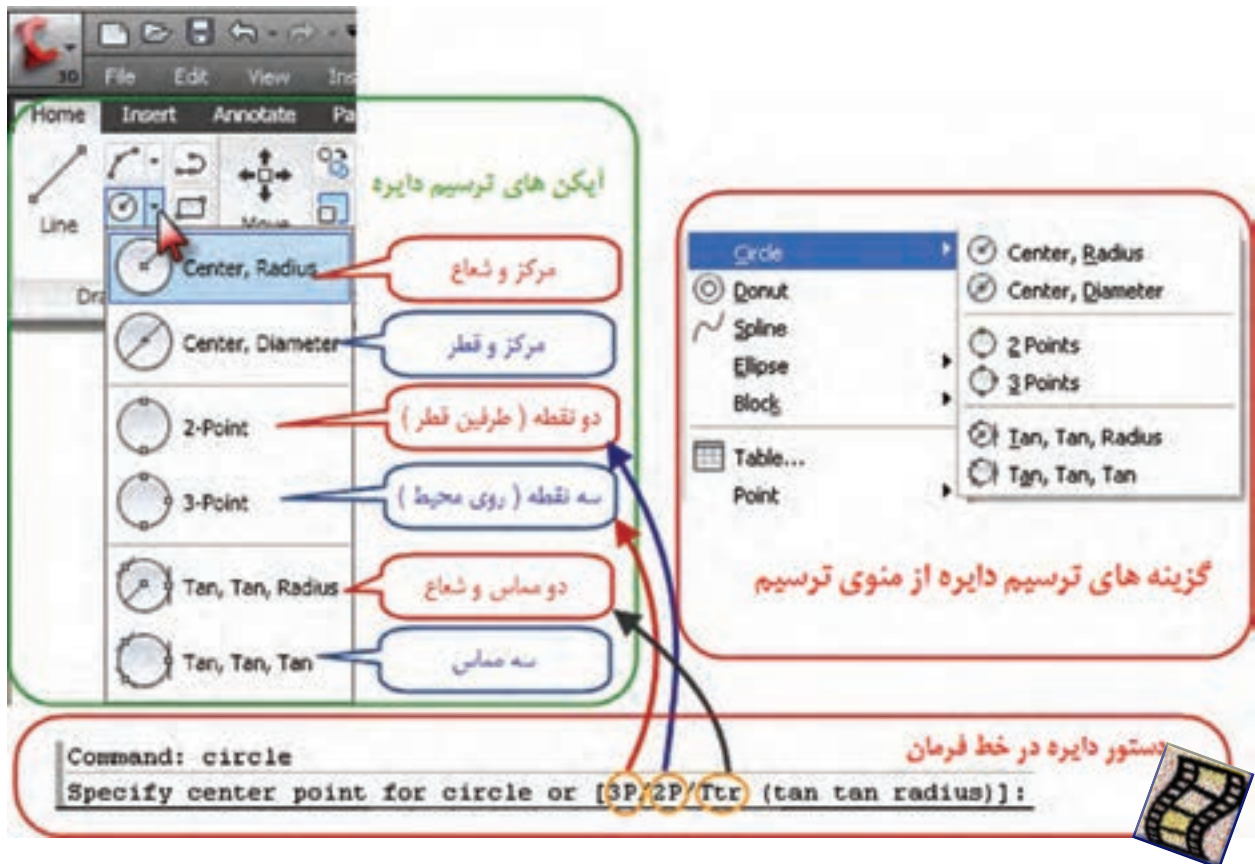 3D
File Edit View Ins
Home Insert Annotate Pa
Line
Move
Dra
آیکن های ترسیم دایره
Center, Radius
مرکز و شعاع
Center, Diameter
مرکز و قطر
2-Point
دو نقطه ( طرفین قطر )
3-Point
سه نقطه ( روی محیط )
Tan, Tan, Radius
دو مماس و شعاع
Tan, Tan, Tan
سه مماس
Circle
Donut
Spline
Ellipse
Block
Table...
Point
Center, Radius
Center, Diameter
2 Points
3 Points
Tan, Tan, Radius
Tan, Tan, Tan
گزینه های ترسیم دایره از منوی ترسیم
دستور دایره در خط فرمان
Command: circle
Specify center point for circle or [3P/2P/Ttr (tan tan radius)]: